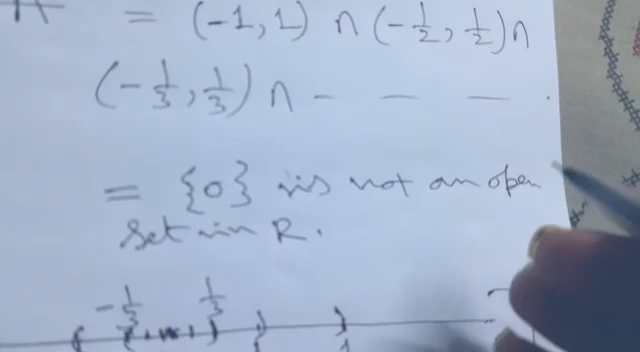 = (-1, 1) ∩ (-1/2, 1/2) ∩
(-1/3, 1/3) ∩ - - - .
= {0} is not an open
set in R.
-1/3 1/3